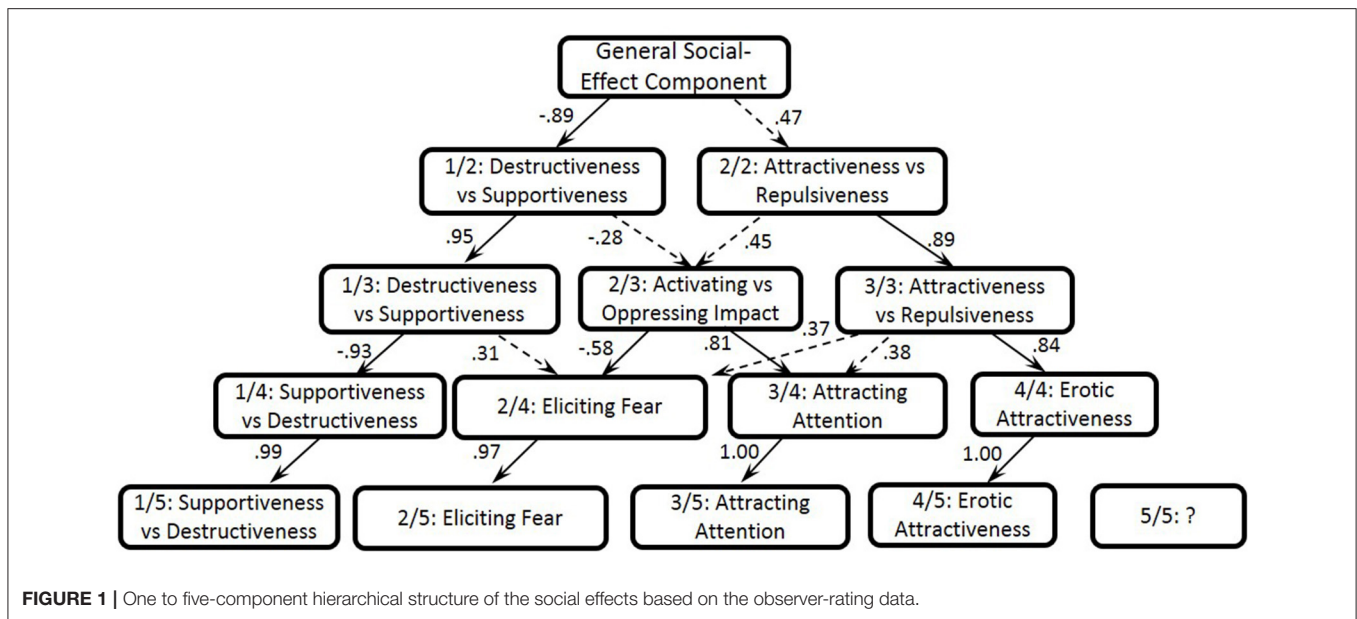 General Social-
Effect Component
-.89
.47
1/2: Destructiveness
vs Supportiveness
2/2: Attractiveness vs
Repulsiveness
.95
-.28
.45
.89
1/3: Destructiveness
vs Supportiveness
2/3: Activating vs
Oppressing Impact
3/3: Attractiveness
vs Repulsiveness
-.93
.31
-.58
.81
.37
.38
.84
1/4: Supportiveness
vs Destructiveness
2/4: Eliciting Fear
3/4: Attracting
Attention
4/4: Erotic
Attractiveness
.99
.97
1.00
1.00
1/5: Supportiveness
vs Destructiveness
2/5: Eliciting Fear
3/5: Attracting
Attention
4/5: Erotic
Attractiveness
5/5: ?
FIGURE 1 | One to five-component hierarchical structure of the social effects based on the observer-rating data.